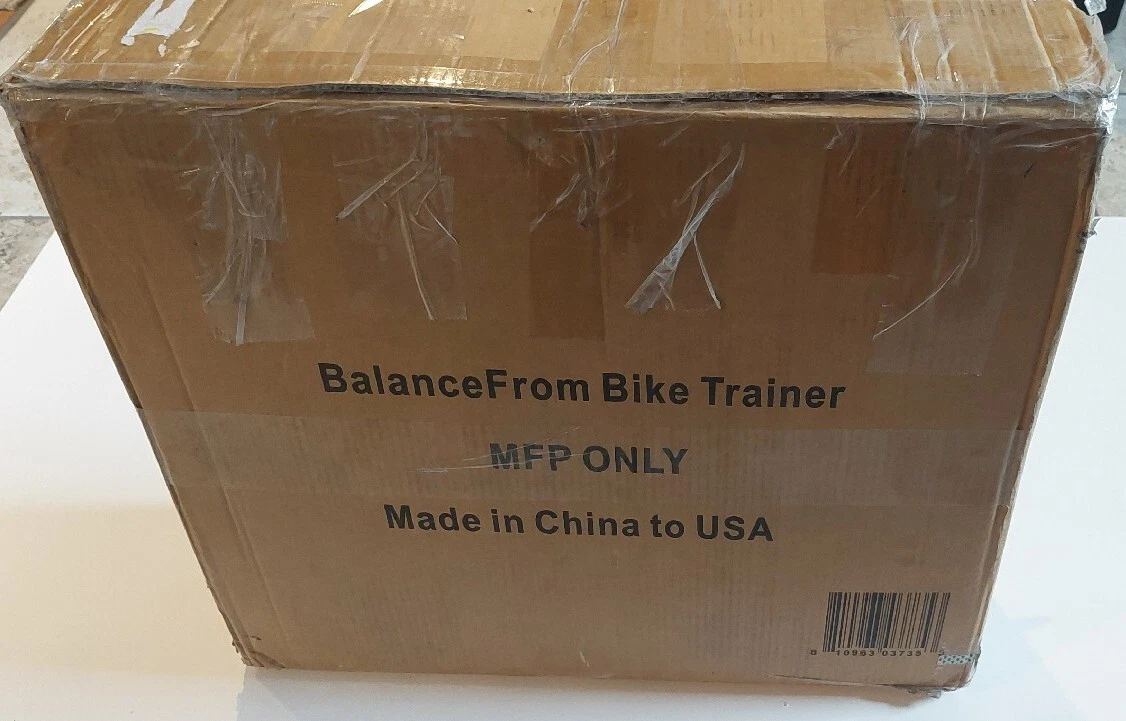 BalanceFrom Bike Trainer
MFP ONLY
Made in China to USA